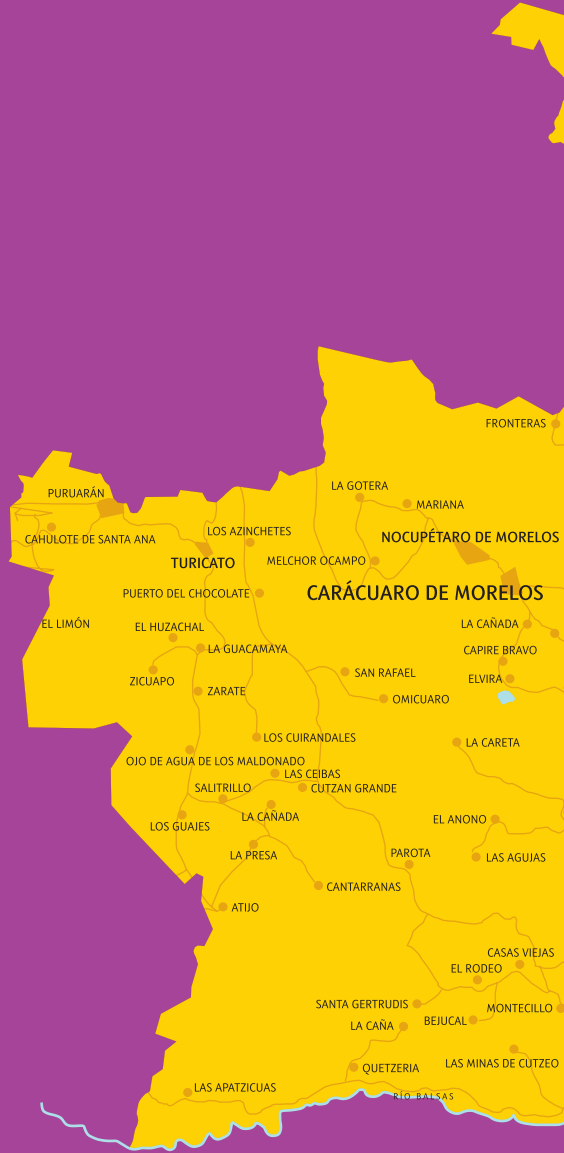 FRONTERAS
LA GOTERA
PURUARÁN
MARIANA
LOS AZINCHETES
CAHULOTE DE SANTA ANA
NOCUPÉTARO DE MORELOS
TURICATO
MELCHOR OCAMPO
PUERTO DEL CHOCOLATE
CARÁCUARO DE MORELOS
EL LIMÓN
EL HUZACHAL
LA CAÑADA
LA GUACAMAYA
CAPIRE BRAVO
ZICUAPO
SAN RAFAEL
ELVIRA
ZARATE
OMICUARO
LOS CUIRANDALES
LA CARETA
OJO DE AGUA DE LOS MALDONADO
LAS CEIBAS
SALITRILLO
CUTZAN GRANDE
LA CAÑADA
EL ANONO
LOS GUAJES
LA PRESA
PAROTA
LAS AGUJAS
CANTARRANAS
ATIJO
CASAS VIEJAS
EL RODEO
SANTA GERTRUDIS
MONTECILLO
LA CAÑA
BEJUCAL
QUETZERIA
LAS MINAS DE CUTZEO
LAS APATZICUAS
RÍO BALSAS